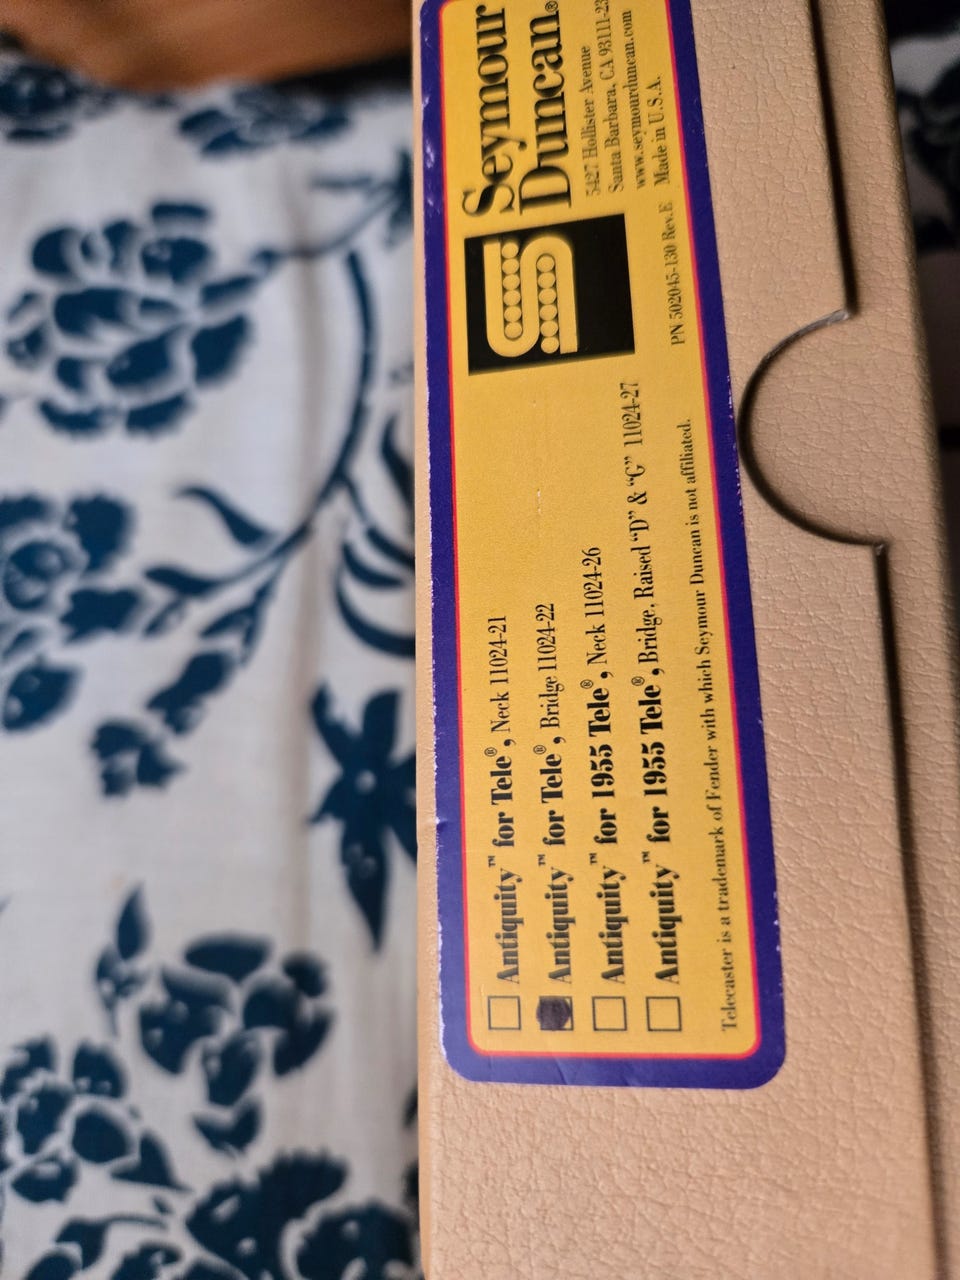 Antiquity™ for Tele®, Neck 11024-21
Antiquity™ for Tele®, Bridge 11024-22
Antiquity™ for 1955 Tele®, Neck 11024-26
Antiquity™ for 1955 Tele®, Bridge, Raised “D” & “G” 11024-27
Telecaster is a trademark of Fender with which Seymour Duncan is not affiliated.
Seymour
Duncan®
5427 Hollister Avenue
Santa Barbara, CA 93111-23
www.seymourduncan.com
PN 502045-130 Rev.E Made in U.S.A.